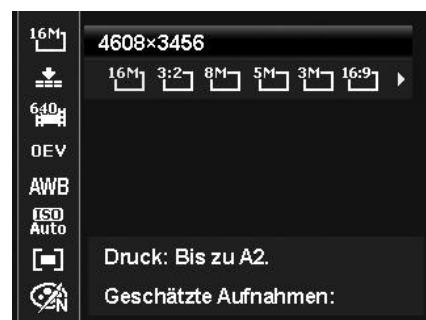 16M 4608×3456
16M 3:2 8M 5M 3M 16:9
640
0EV
AWB
ISO
Auto
Druck: Bis zu A2.
N Geschätzte Aufnahmen: